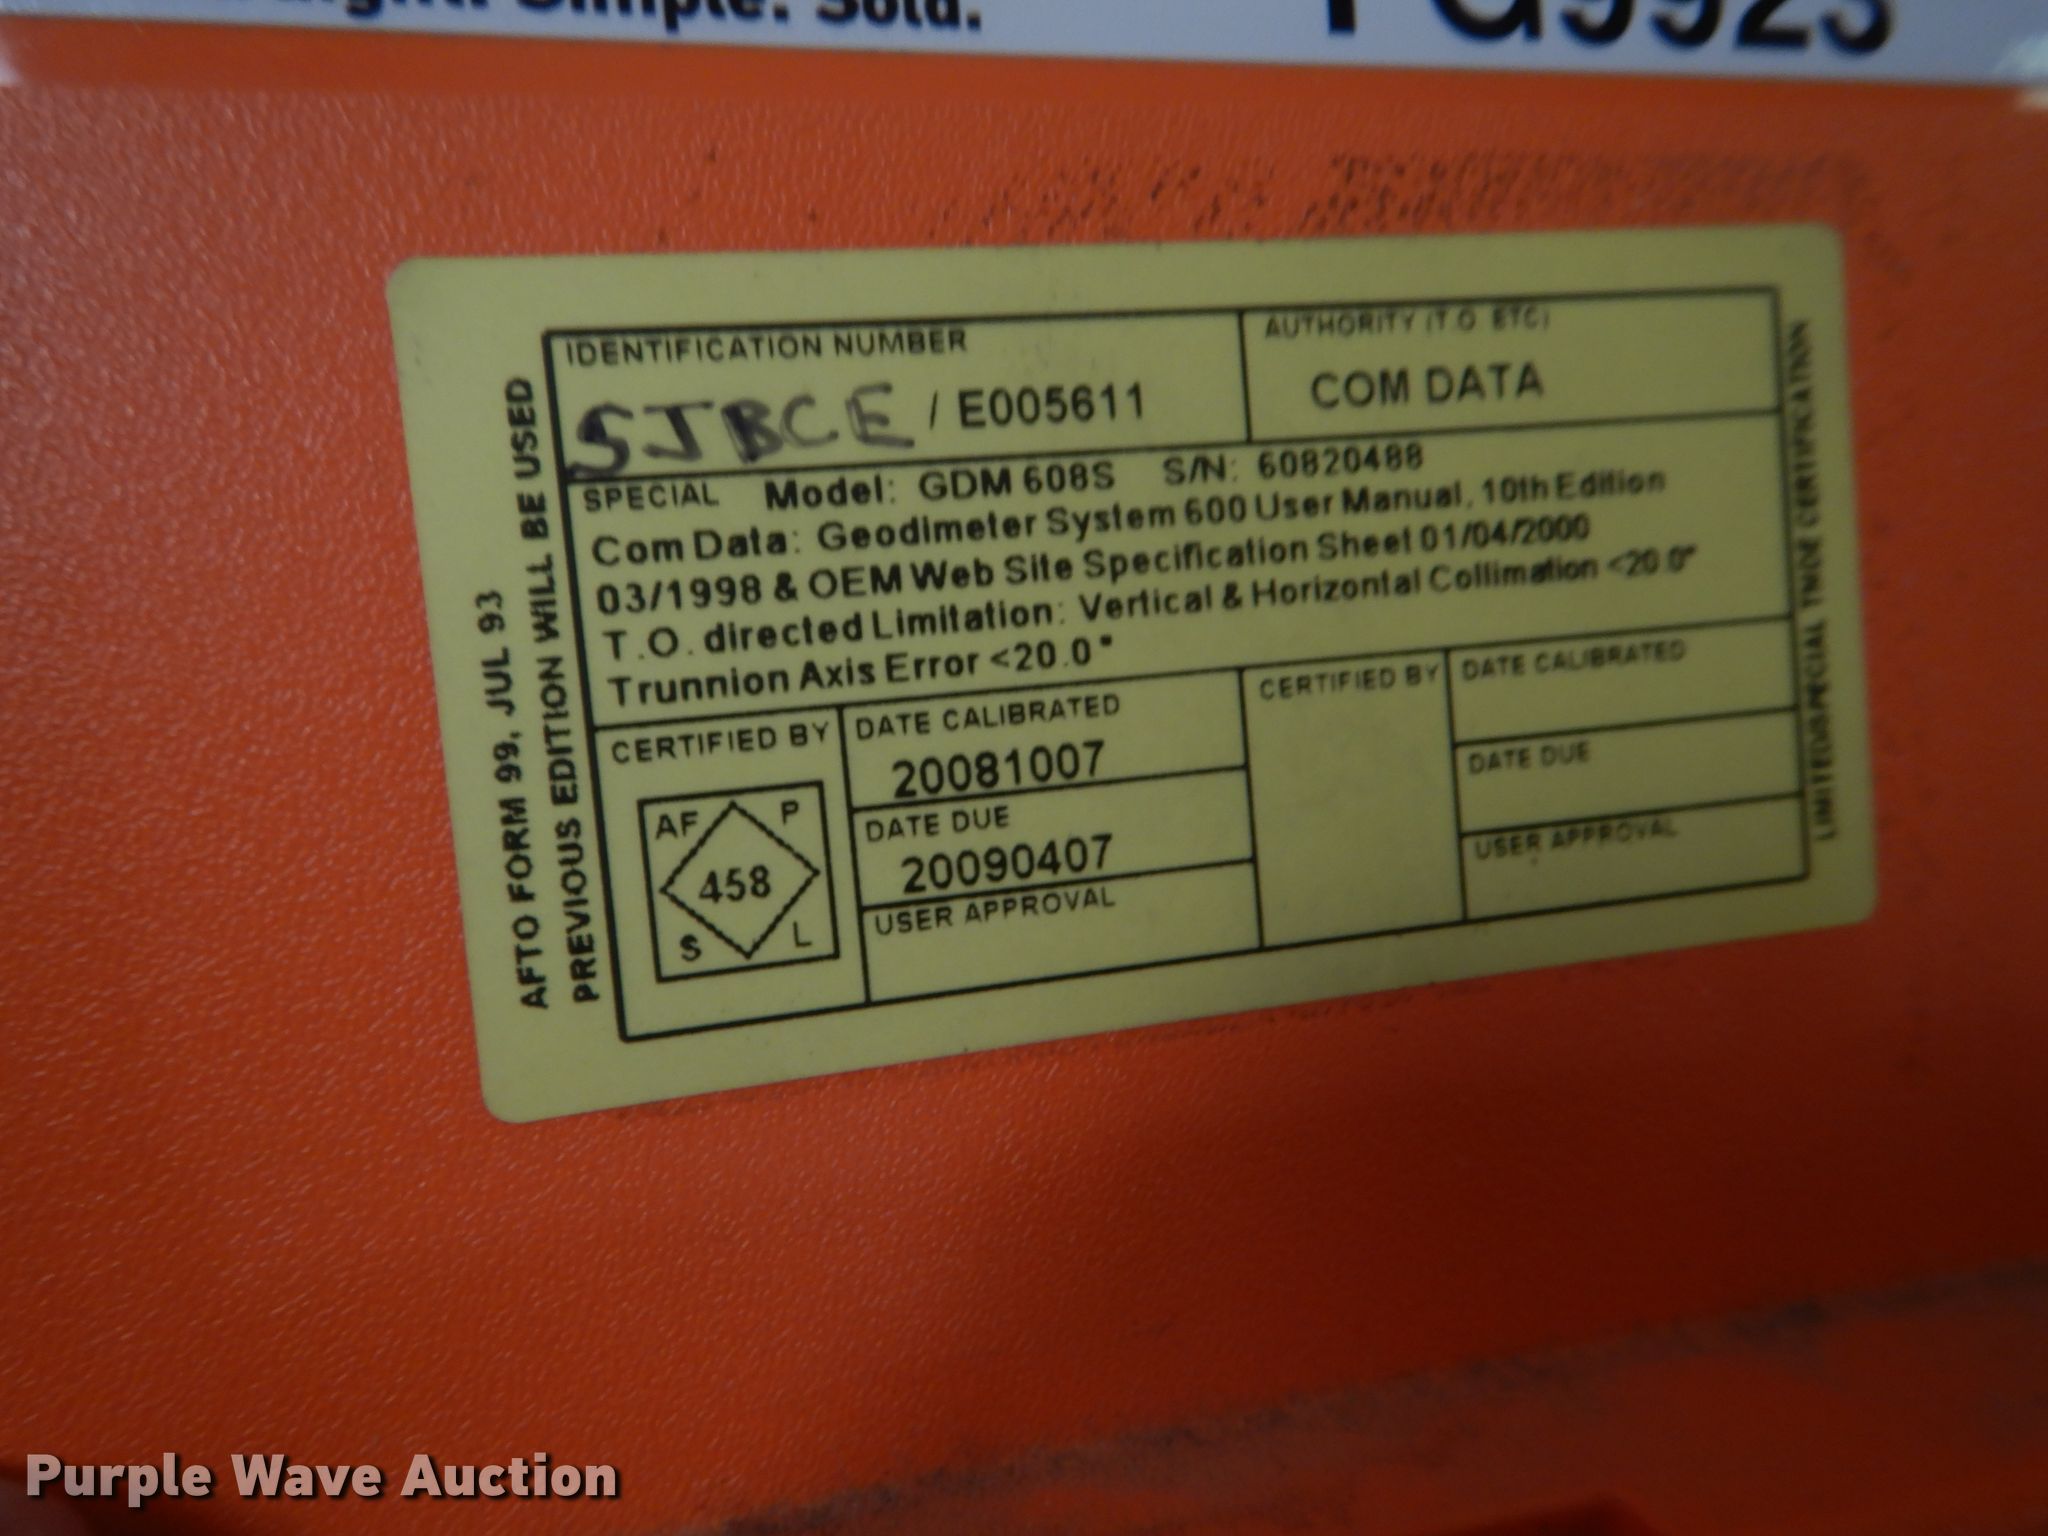 Simple. Sold.
IDENTIFICATION NUMBER
SJBCE / E005611
AUTHORITY (T.O. ETC)
COM DATA
SPECIAL Model: GDM 608S S/N: 60820488
Com Data: Geodimeter System 600 User Manual, 10th Edition
03/1998 & OEM Web Site Specification Sheet 01/04/2000
T.O. directed Limitation: Vertical & Horizontal Collimation <20.0"
Trunnion Axis Error <20.0"
CERTIFIED BY
AF P
458
S L
DATE CALIBRATED
20081007
DATE DUE
20090407
USER APPROVAL
CERTIFIED BY
DATE CALIBRATED
DATE DUE
USER APPROVAL
AFTO FORM 99, JUL 93
PREVIOUS EDITION WILL BE USED
LIMITED/SPECIAL TMDE CERTIFICATION
Purple Wave Auction